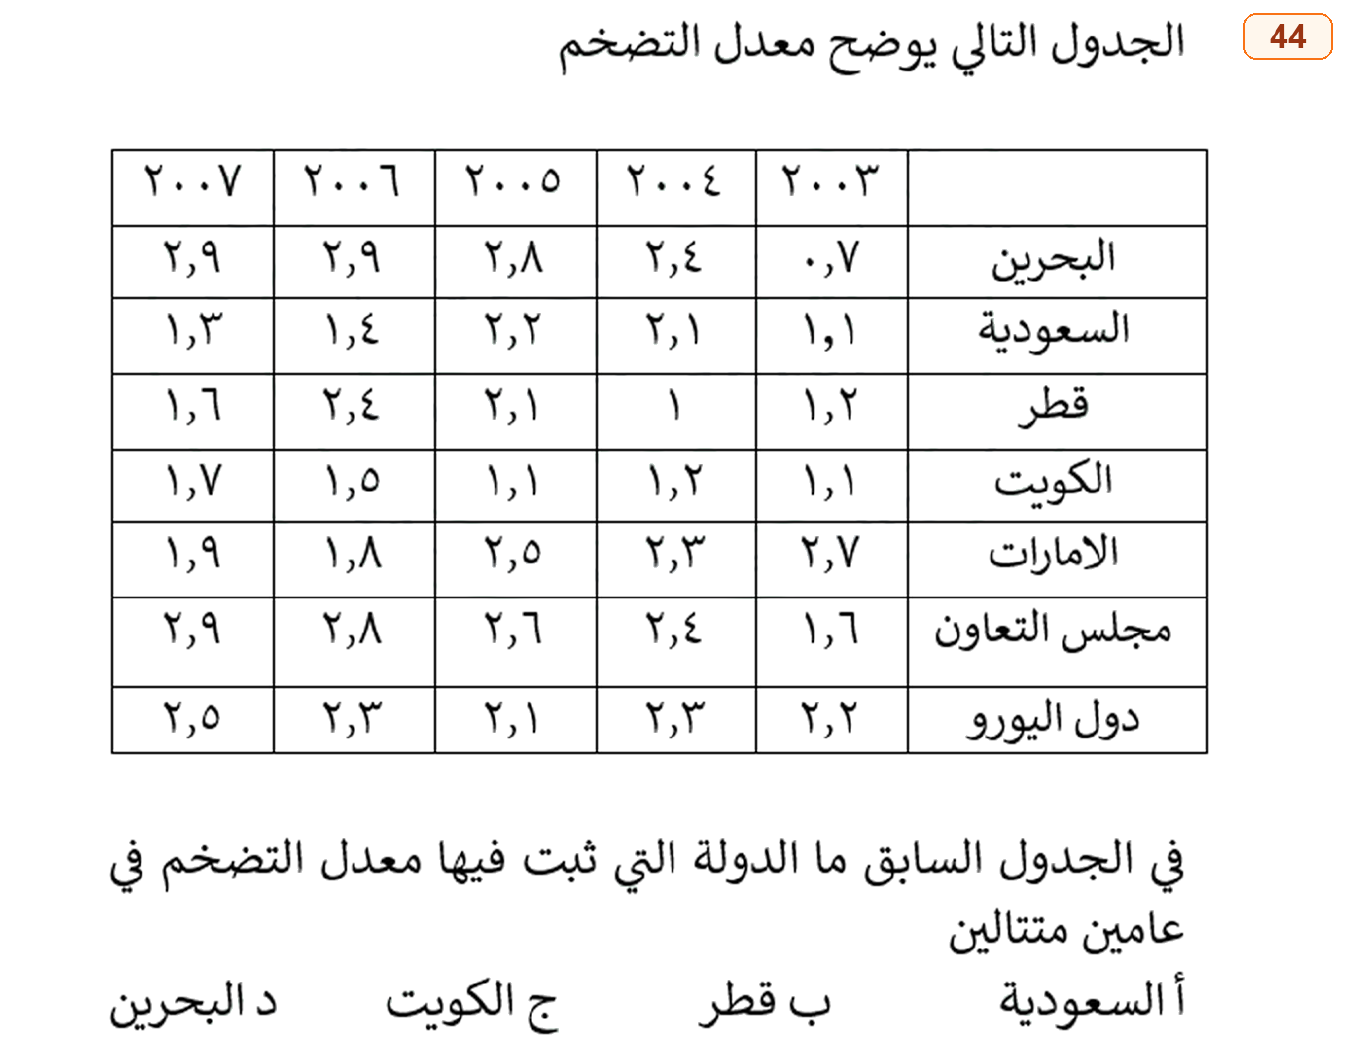 44
الجدول التالي يوضح معدل التضخم
٢٠٠٣ ٢٠٠٤ ٢٠٠٥ ٢٠٠٦ ٢٠٠٧
البحرين ٠,٧ ٢,٤ ٢,٨ ٢,٩ ٢,٩
السعودية ١,١ ٢,١ ٢,٢ ١,٤ ١,٣
قطر ١,٢ ١ ٢,١ ٢,٤ ١,٦
الكويت ١,١ ١,٢ ١,١ ١,٥ ١,٧
الامارات ٢,٧ ٢,٣ ٢,٥ ١,٨ ١,٩
مجلس التعاون ١,٦ ٢,٤ ٢,٦ ٢,٨ ٢,٩
دول اليورو ٢,٢ ٢,٣ ٢,١ ٢,٣ ٢,٥
في الجدول السابق ما الدولة التي ثبت فيها معدل التضخم في
عامين متتالين
أ السعودية ب قطر ج الكويت د البحرين